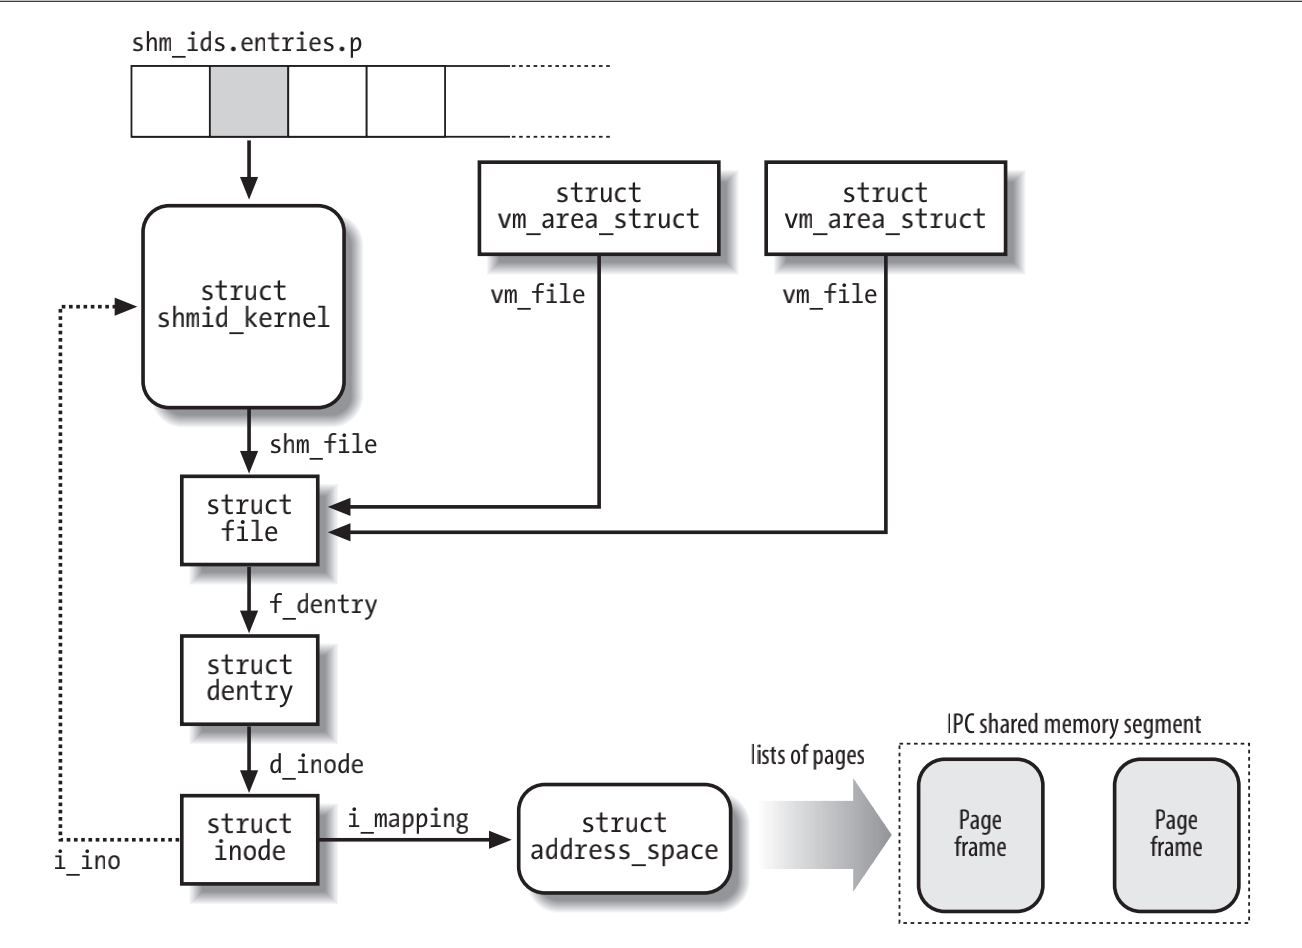 shm_ids.entries.p
struct
vm_area_struct
struct
vm_area_struct
struct
shmid_kernel
vm_file
vm_file
shm_file
struct
file
f_dentry
struct
dentry
d_inode
struct
inode
i_ino
i_mapping
struct
address_space
lists of pages
IPC shared memory segment
Page
frame
Page
frame